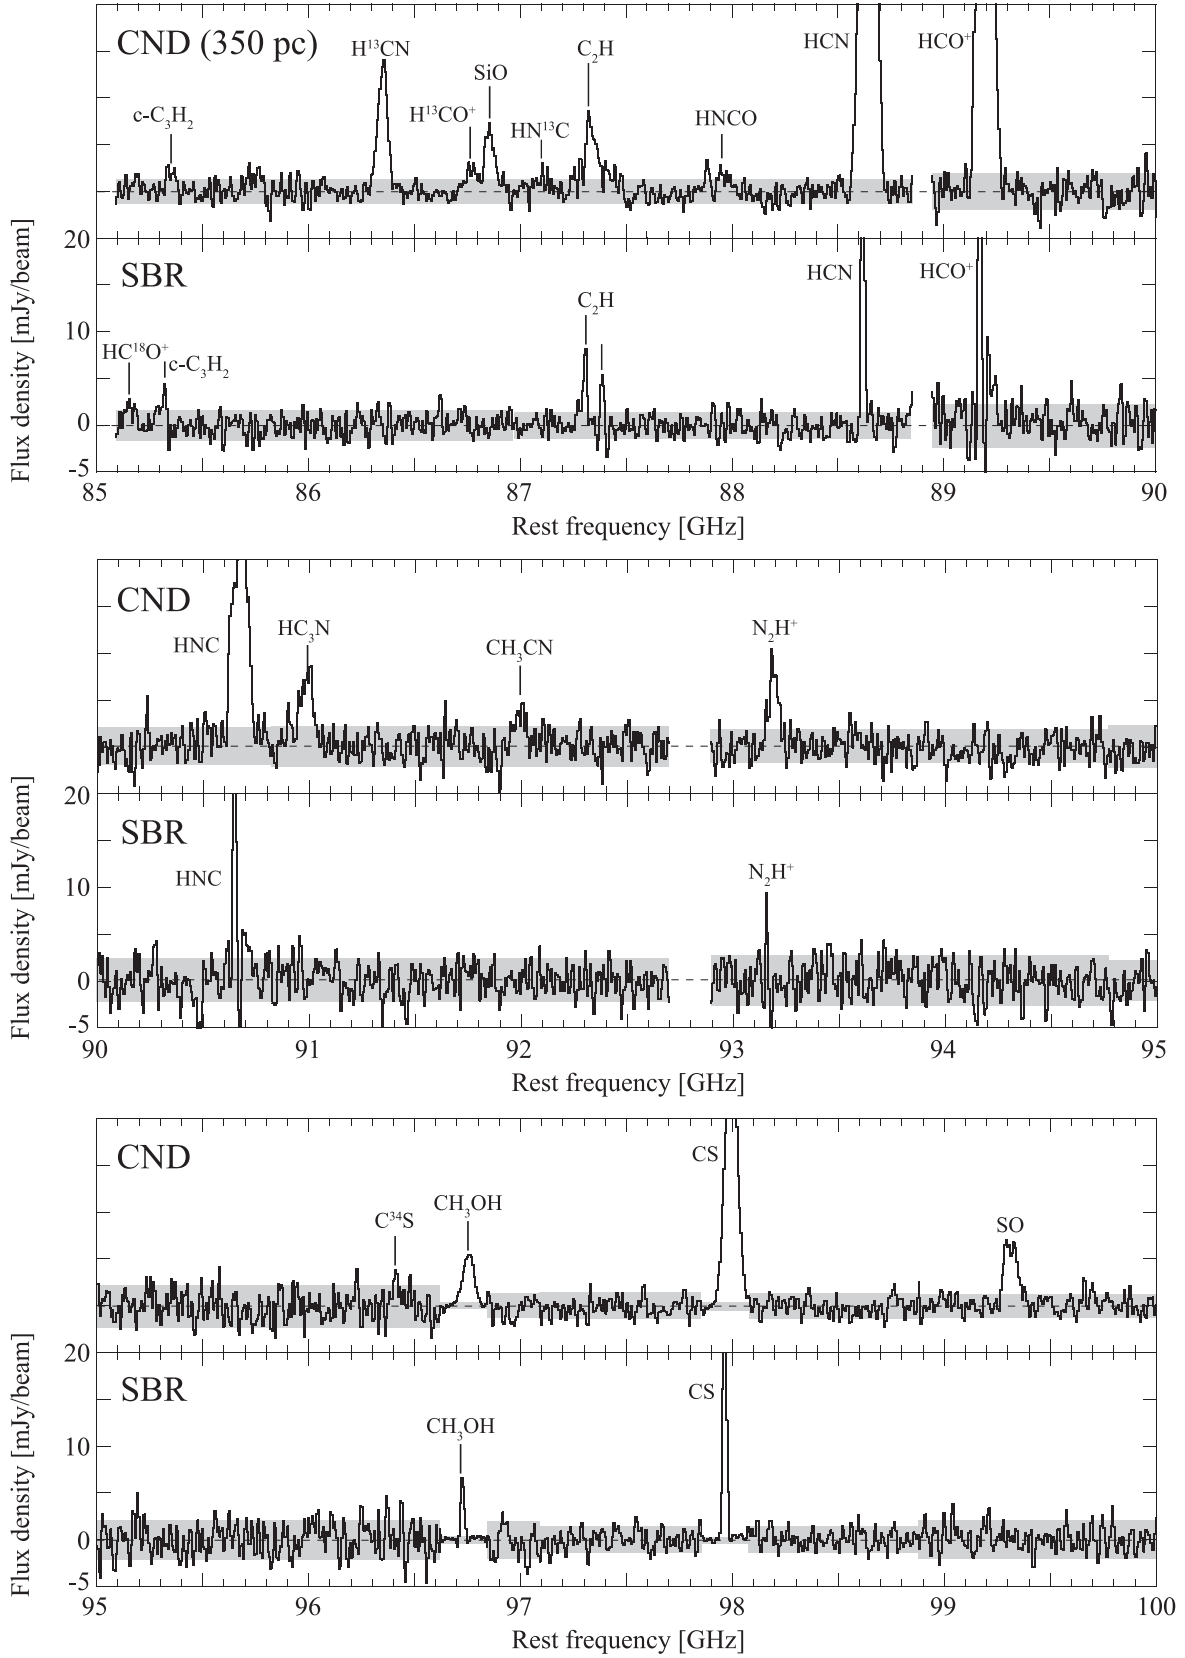 CND (350 pc)
c-C₃H₂
H¹³CN
H¹³CO⁺
SiO
HN¹³C
C₂H
HNCO
HCN
HCO⁺
SBR
HC¹⁸O⁺
c-C₃H₂
C₂H
HCN
HCO⁺
Flux density [mJy/beam]
20
10
0
-5
85 86 87 88 89 90
Rest frequency [GHz]
CND
HNC
HC₃N
CH₃CN
N₂H⁺
SBR
HNC
N₂H⁺
Flux density [mJy/beam]
20
10
0
-5
90 91 92 93 94 95
Rest frequency [GHz]
CND
C³⁴S
CH₃OH
CS
SO
SBR
CH₃OH
CS
Flux density [mJy/beam]
20
10
0
-5
95 96 97 98 99 100
Rest frequency [GHz]